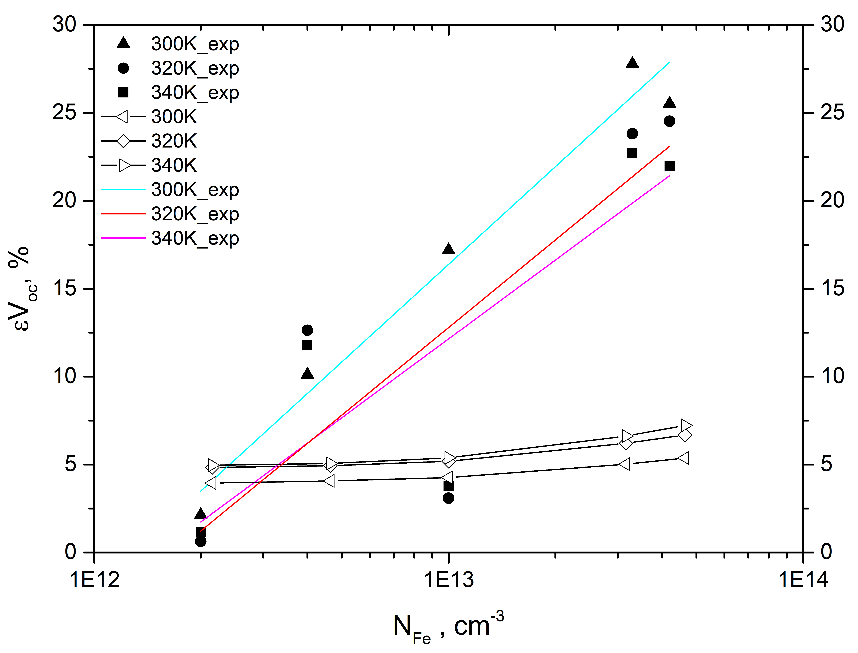 30
30
300K_exp
320K_exp
340K_exp
300K
320K
340K
300K_exp
320K_exp
340K_exp
25
25
20
20
15
15
10
10
5
5
0
0
εVoc, %
1E12
1E13
1E14
NFe , cm-3